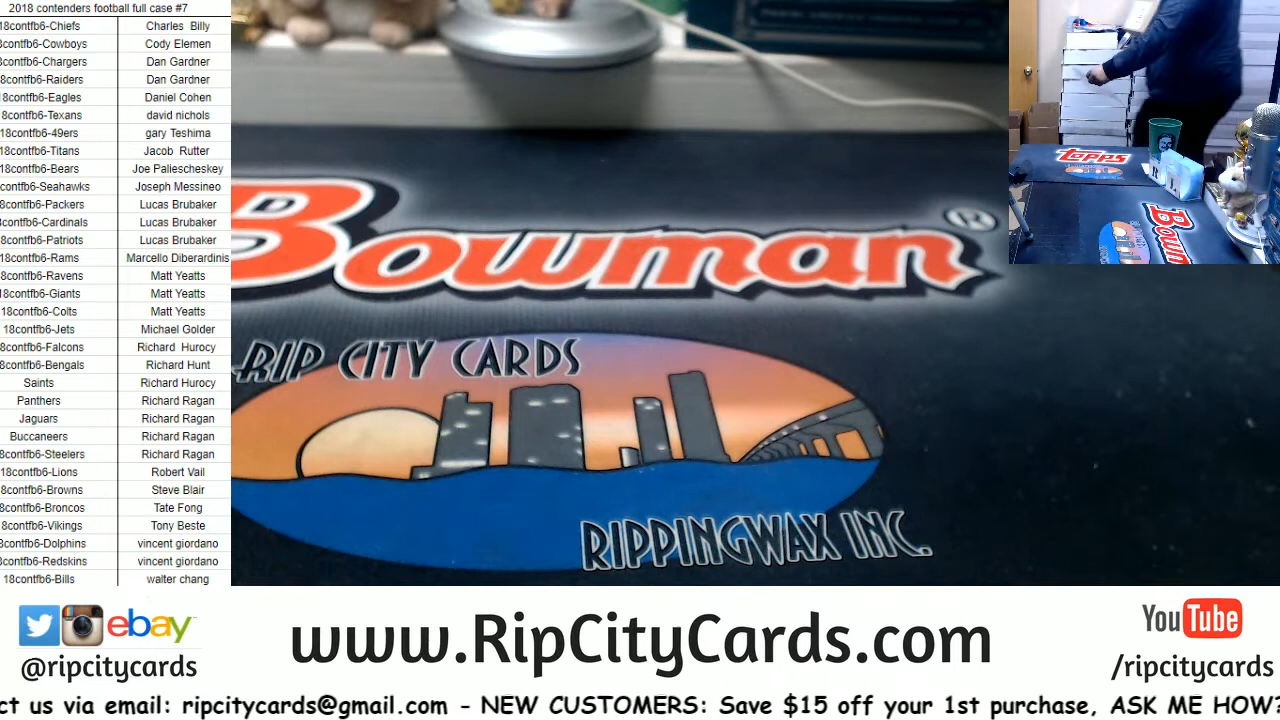 2018 contenders football full case #7
8contfb6-Chiefs Charles Billy
8contfb6-Cowboys Cody Elemen
8contfb6-Chargers Dan Gardner
8contfb6-Raiders Dan Gardner
8contfb6-Eagles Daniel Cohen
8contfb6-Texans david nichols
18contfb6-49ers gary Teshima
18contfb6-Titans Jacob Rutter
18contfb6-Bears Joe Paliescheskey
contfb6-Seahawks Joseph Messineo
8contfb6-Packers Lucas Brubaker
8contfb6-Cardinals Lucas Brubaker
8contfb6-Patriots Lucas Brubaker
18contfb6-Rams Marcello Diberardinis
8contfb6-Ravens Matt Yeatts
18contfb6-Giants Matt Yeatts
18contfb6-Colts Matt Yeatts
18contfb6-Jets Michael Golder
8contfb6-Falcons Richard Hurocy
8contfb6-Bengals Richard Hunt
Saints Richard Hurocy
Panthers Richard Ragan
Jaguars Richard Ragan
Buccaneers Richard Ragan
8contfb6-Steelers Richard Ragan
18contfb6-Lions Robert Vail
8contfb6-Browns Steve Blair
8contfb6-Broncos Tate Fong
8contfb6-Vikings Tony Beste
8contfb6-Dolphins vincent giordano
8contfb6-Redskins vincent giordano
18contfb6-Bills walter chang
Bowman®
RIP CITY CARDS
RIPPINGWAX INC.
topps
Bowm
ebay
@ripcitycards
www.RipCityCards.com
YouTube
/ripcitycards
ct us via email: ripcitycards@gmail.com - NEW CUSTOMERS: Save $15 off your 1st purchase, ASK ME HOW?